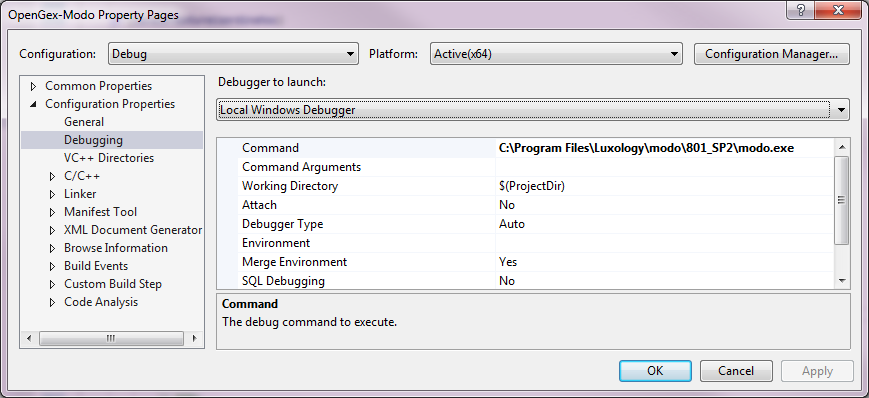 OpenGex-Modo Property Pages
Configuration: Debug Platform: Active(x64) Configuration Manager...
Common Properties
Configuration Properties
General
Debugging
VC++ Directories
C/C++
Linker
Manifest Tool
XML Document Generator
Browse Information
Build Events
Custom Build Step
Code Analysis
Debugger to launch:
Local Windows Debugger
Command C:\Program Files\Luxology\modo\801_SP2\modo.exe
Command Arguments
Working Directory $(ProjectDir)
Attach No
Debugger Type Auto
Environment
Merge Environment Yes
SQL Debugging No
Command
The debug command to execute.
OK Cancel Apply